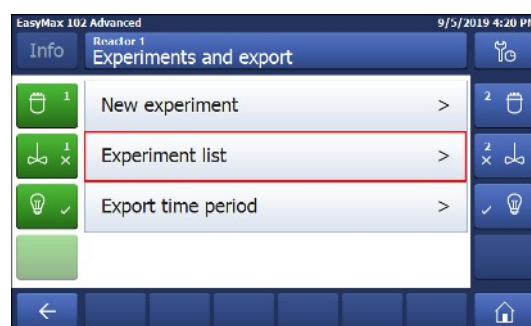 EasyMax 102 Advanced 9/5/2019 4:20 PM
Info
Reactor 1
Experiments and export
1
New experiment >
2
1
Experiment list >
2
Export time period >